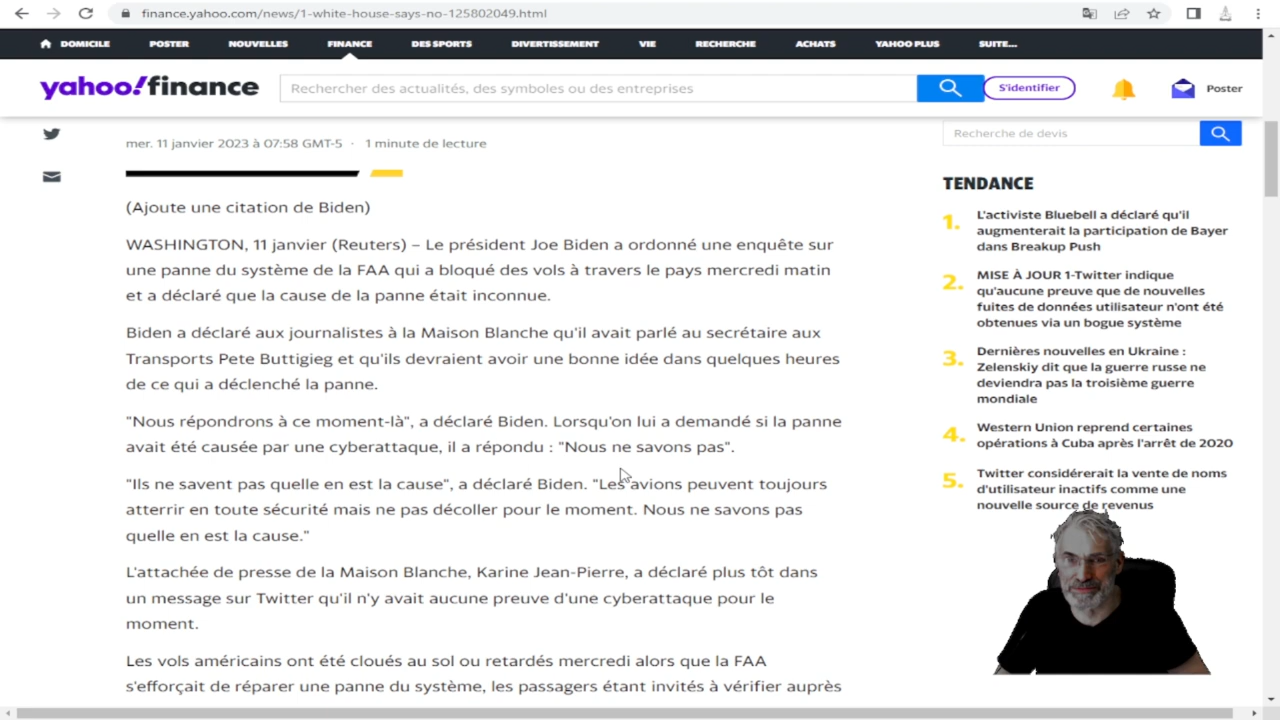 finance.yahoo.com/news/1-white-house-says-no-125802049.html
DOMICILE POSTER NOUVELLES FINANCE DES SPORTS DIVERTISSEMENT VIE RECHERCHE ACHATS YAHOO PLUS SUITE...
yahoo!finance
Rechercher des actualités, des symboles ou des entreprises
S'identifier
Poster
mer. 11 janvier 2023 à 07:58 GMT-5 · 1 minute de lecture
(Ajoute une citation de Biden)
WASHINGTON, 11 janvier (Reuters) – Le président Joe Biden a ordonné une enquête sur
une panne du système de la FAA qui a bloqué des vols à travers le pays mercredi matin
et a déclaré que la cause de la panne était inconnue.
Biden a déclaré aux journalistes à la Maison Blanche qu'il avait parlé au secrétaire aux
Transports Pete Buttigieg et qu'ils devraient avoir une bonne idée dans quelques heures
de ce qui a déclenché la panne.
"Nous répondrons à ce moment-là", a déclaré Biden. Lorsqu'on lui a demandé si la panne
avait été causée par une cyberattaque, il a répondu : "Nous ne savons pas".
"Ils ne savent pas quelle en est la cause", a déclaré Biden. "Les avions peuvent toujours
atterrir en toute sécurité mais ne pas décoller pour le moment. Nous ne savons pas
quelle en est la cause."
L'attachée de presse de la Maison Blanche, Karine Jean-Pierre, a déclaré plus tôt dans
un message sur Twitter qu'il n'y avait aucune preuve d'une cyberattaque pour le
moment.
Les vols américains ont été cloués au sol ou retardés mercredi alors que la FAA
s'efforçait de réparer une panne du système, les passagers étant invités à vérifier auprès
Recherche de devis
TENDANCE
1. L'activiste Bluebell a déclaré qu'il
augmenterait la participation de Bayer
dans Breakup Push
2. MISE À JOUR 1-Twitter indique
qu'aucune preuve que de nouvelles
fuites de données utilisateur n'ont été
obtenues via un bogue système
3. Dernières nouvelles en Ukraine :
Zelenskiy dit que la guerre russe ne
deviendra pas la troisième guerre
mondiale
4. Western Union reprend certaines
opérations à Cuba après l'arrêt de 2020
5. Twitter considérerait la vente de noms
d'utilisateur inactifs comme une
nouvelle source de revenus